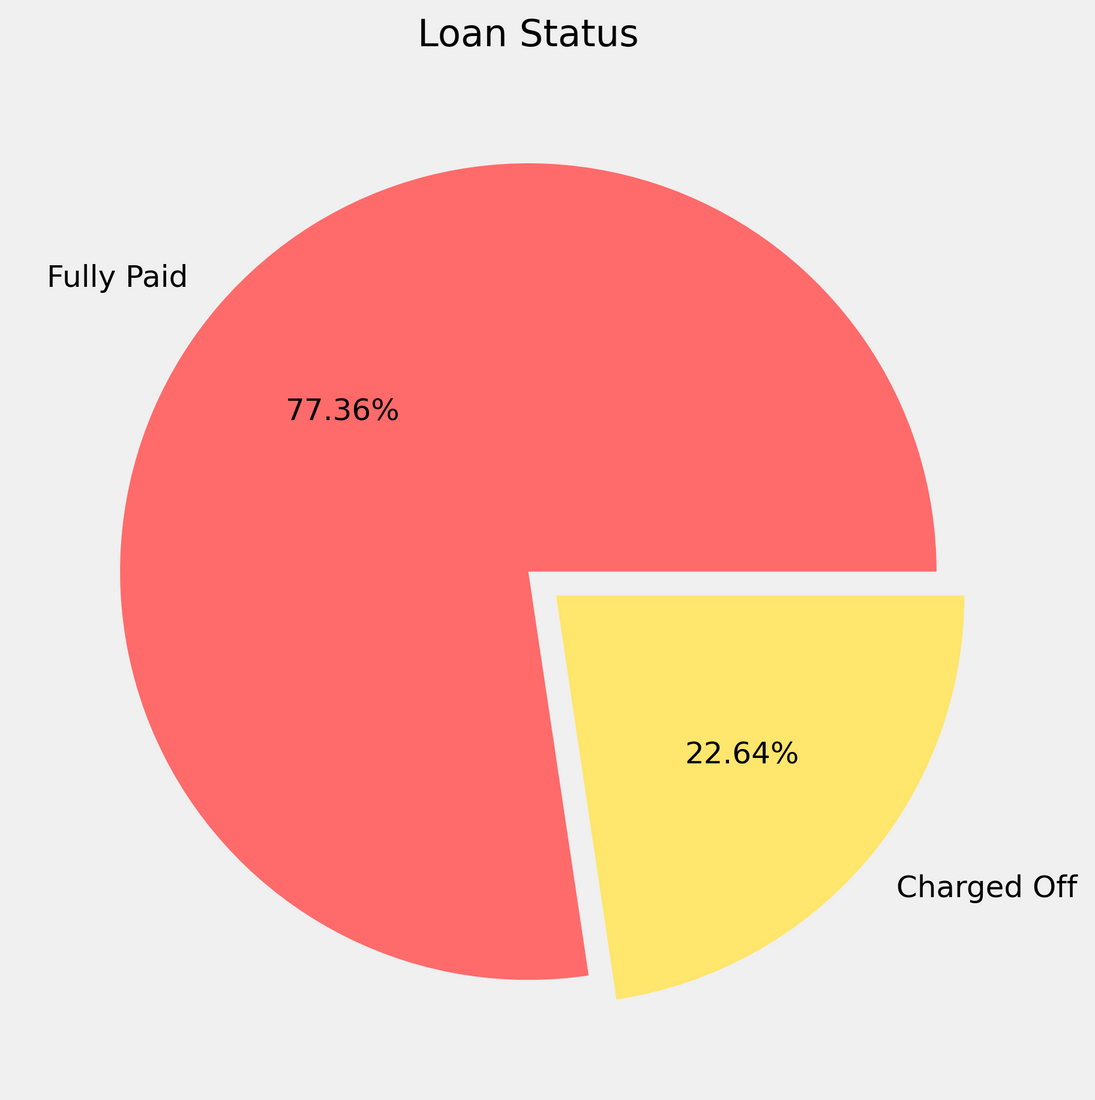 Loan Status
Fully Paid
77.36%
22.64%
Charged Off